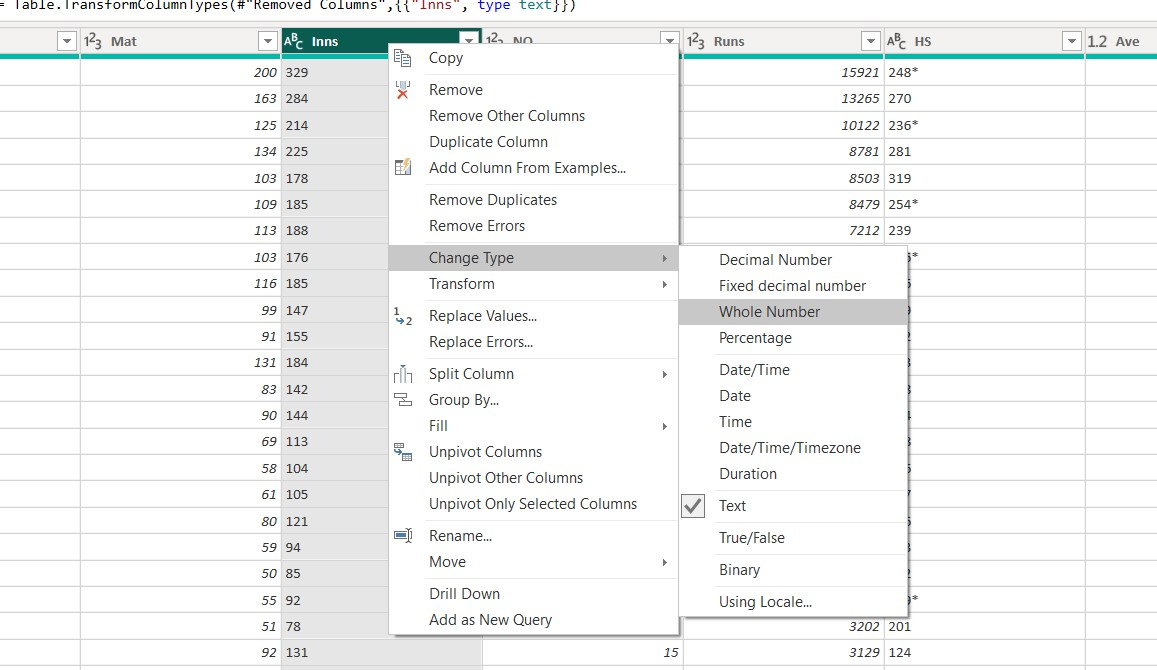 = Table.TransformColumnTypes(#"Removed Columns",{{"Inns", type text}})
1²3 Mat ABC Inns 1²3 NO 1²3 Runs ABC HS 1.2 Ave
200 329 15921 248*
163 284 13265 270
125 214 10122 236*
134 225 8781 281
103 178 8503 319
109 185 8479 254*
113 188 7212 239
103 176
116 185
99 147
91 155
131 184
83 142
90 144
69 113
58 104
61 105
80 121
59 94
50 85
55 92
51 78 3202 201
92 131 15 3129 124
Copy
Remove
Remove Other Columns
Duplicate Column
Add Column From Examples...
Remove Duplicates
Remove Errors
Change Type
Transform
Replace Values...
Replace Errors...
Split Column
Group By...
Fill
Unpivot Columns
Unpivot Other Columns
Unpivot Only Selected Columns
Rename...
Move
Drill Down
Add as New Query
Decimal Number
Fixed decimal number
Whole Number
Percentage
Date/Time
Date
Time
Date/Time/Timezone
Duration
Text
True/False
Binary
Using Locale...